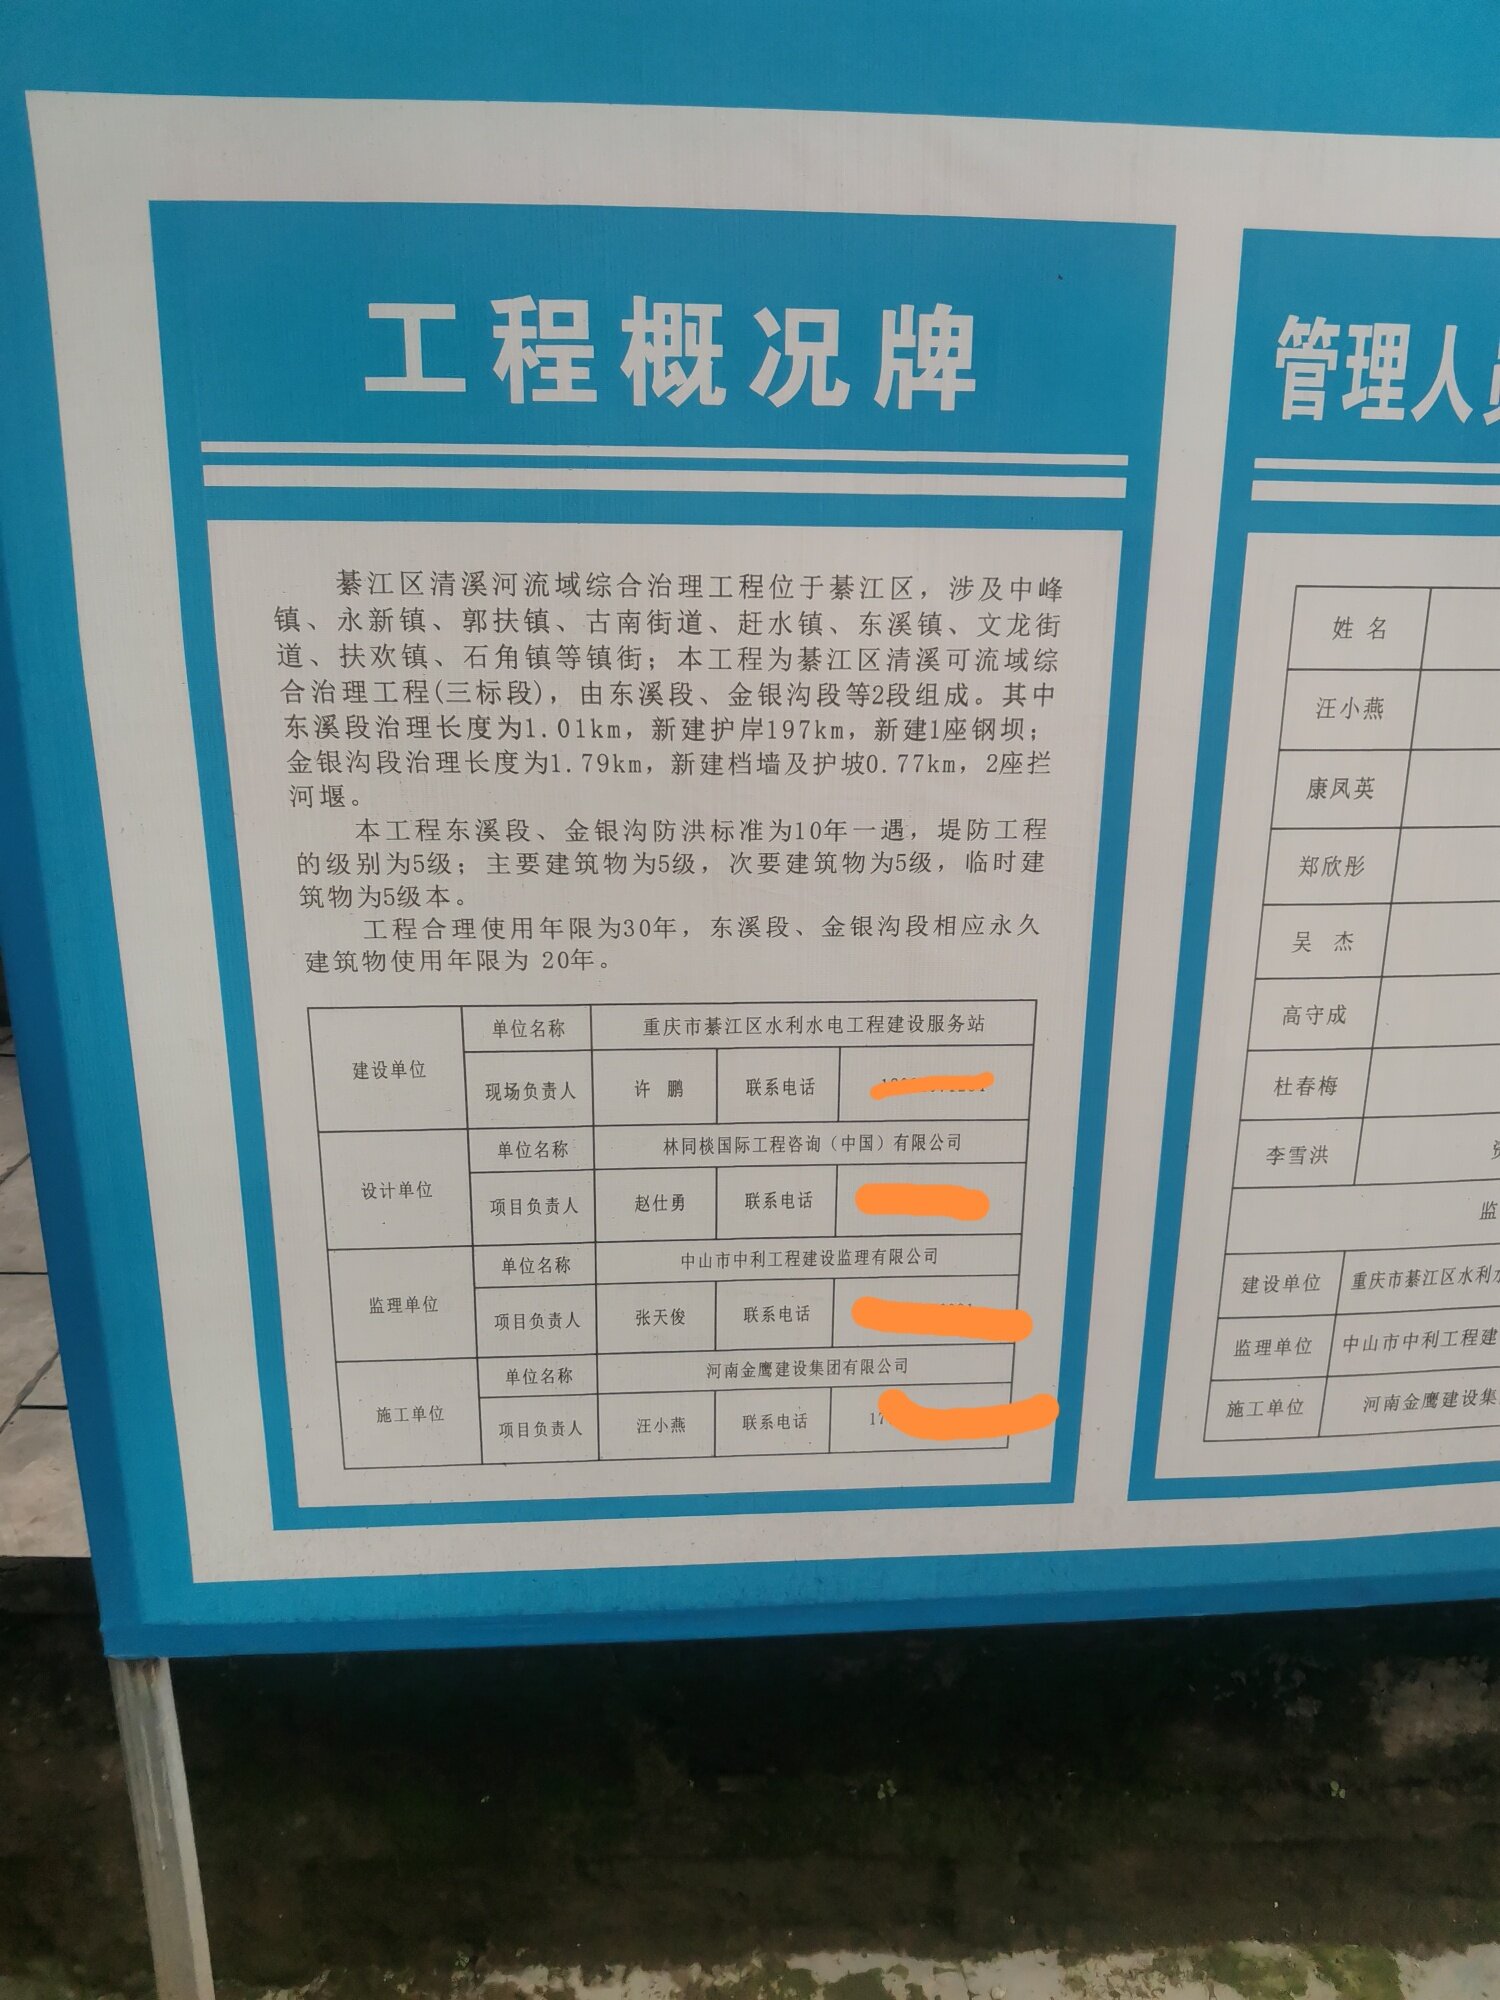 工程概况牌
綦江区清溪河流域综合治理工程位于綦江区，涉及中峰
镇、永新镇、郭扶镇、古南街道、赶水镇、东溪镇、文龙街
道、扶欢镇、石角镇等镇街；本工程为綦江区清溪可流域综
合治理工程(三标段)，由东溪段、金银沟段等2段组成。其中
东溪段治理长度为1.01km，新建护岸197km，新建1座钢坝；
金银沟段治理长度为1.79km，新建档墙及护坡0.77km，2座拦
河堰。
本工程东溪段、金银沟防洪标准为10年一遇，堤防工程
的级别为5级；主要建筑物为5级，次要建筑物为5级，临时建
筑物为5级本。
工程合理使用年限为30年，东溪段、金银沟段相应永久
建筑物使用年限为 20年。
建设单位 单位名称 重庆市綦江区水利水电工程建设服务站
现场负责人 许 鹏 联系电话
设计单位 单位名称 林同棪国际工程咨询（中国）有限公司
项目负责人 赵仕勇 联系电话
监理单位 单位名称 中山市中利工程建设监理有限公司
项目负责人 张天俊 联系电话
施工单位 单位名称 河南金鹰建设集团有限公司
项目负责人 汪小燕 联系电话 17
管理人员
姓 名
汪小燕
康凤英
郑欣彤
吴 杰
高守成
杜春梅
李雪洪
监
建设单位 重庆市綦江区水利水
监理单位 中山市中利工程建
施工单位 河南金鹰建设集